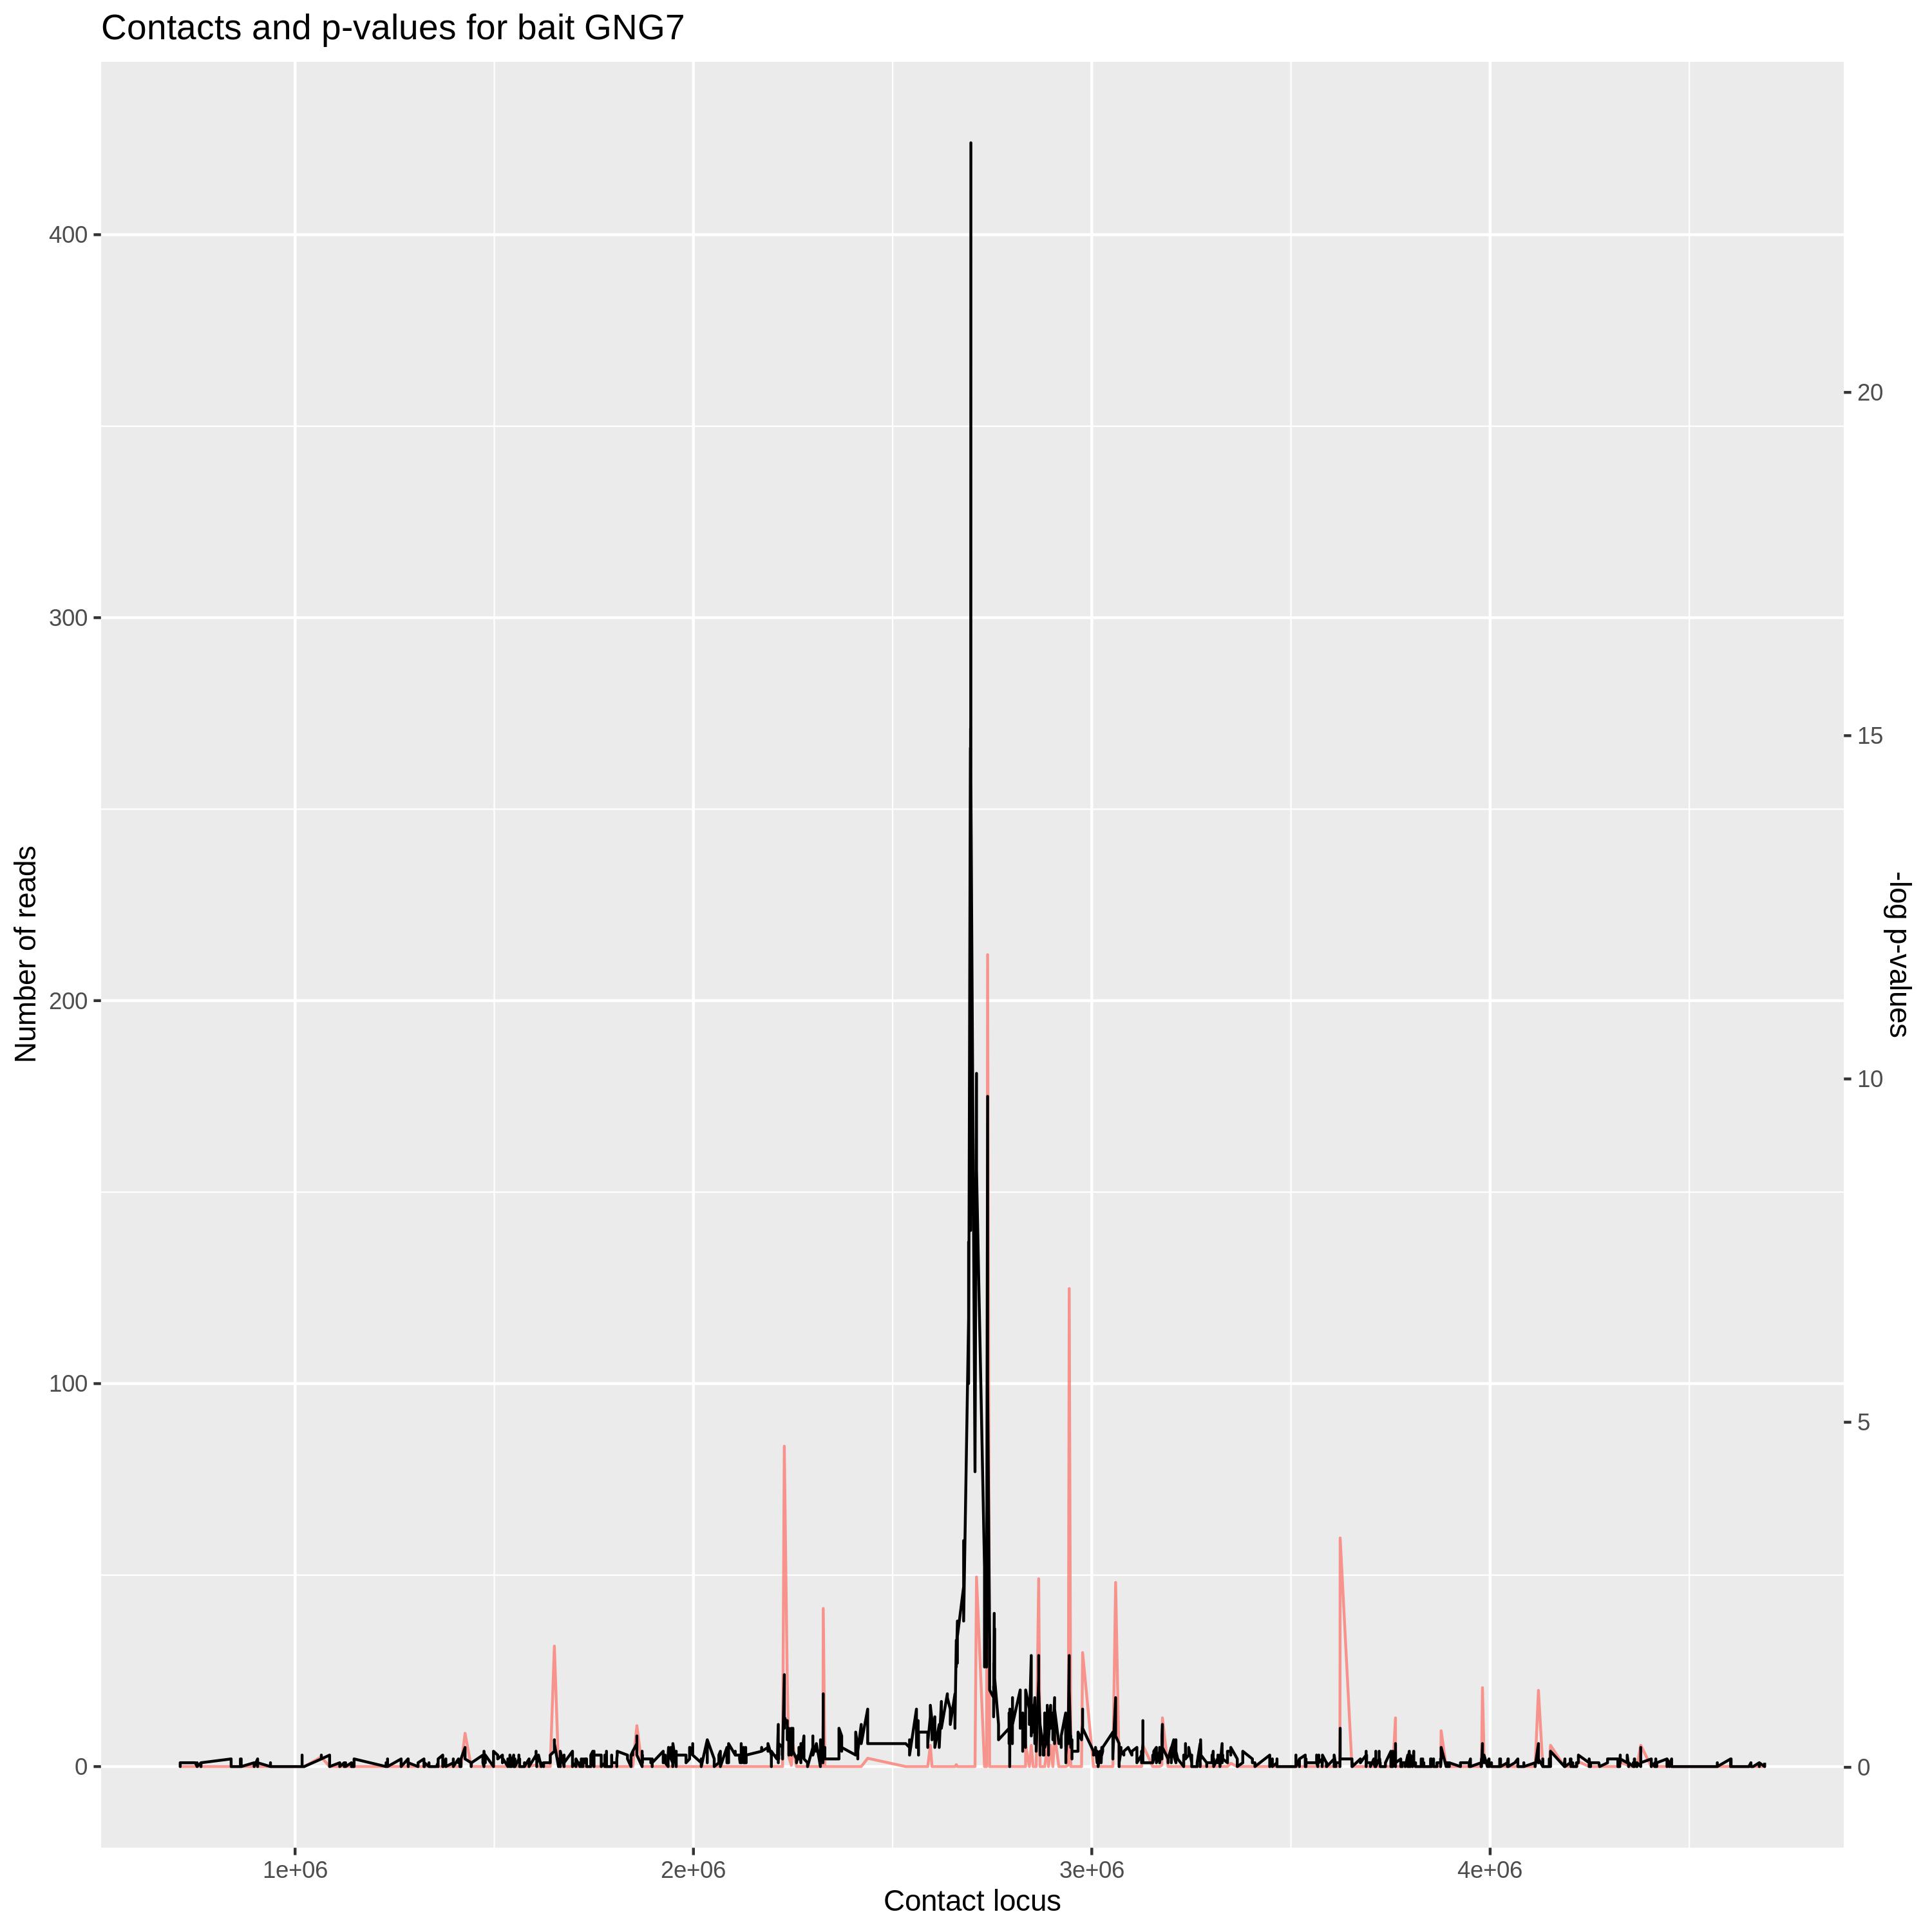 Contacts and p-values for bait GNG7
400
300
200
100
0
Number of reads
20
15
10
5
0
-log p-values
1e+06
2e+06
3e+06
4e+06
Contact locus